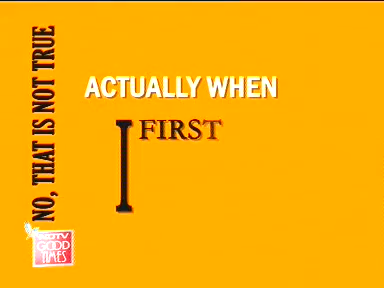 NO, THAT IS NOT TRUE
ACTUALLY WHEN
I FIRST
NDTV
GOOD
TIMES